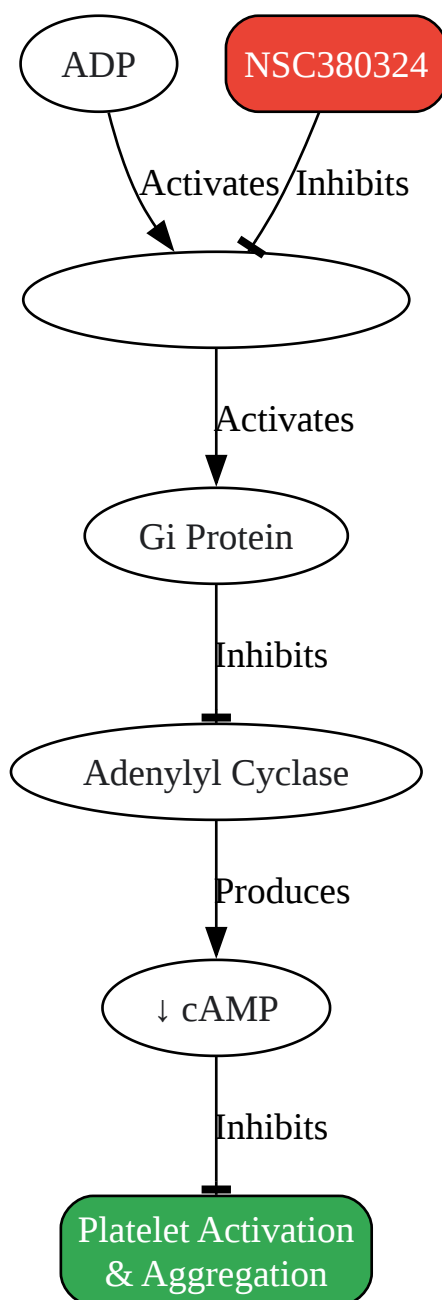 ADP
NSC380324
Activates
Inhibits
Activates
Gi Protein
Inhibits
Adenylyl Cyclase
Produces
↓ cAMP
Inhibits
Platelet Activation
& Aggregation